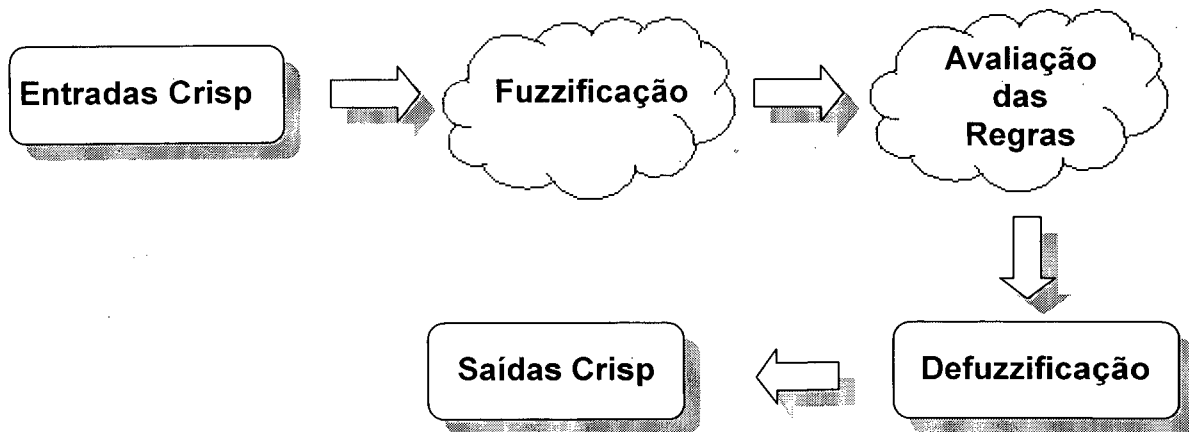 Entradas Crisp
Fuzzificação
Avaliação
das
Regras
Defuzzificação
Saídas Crisp